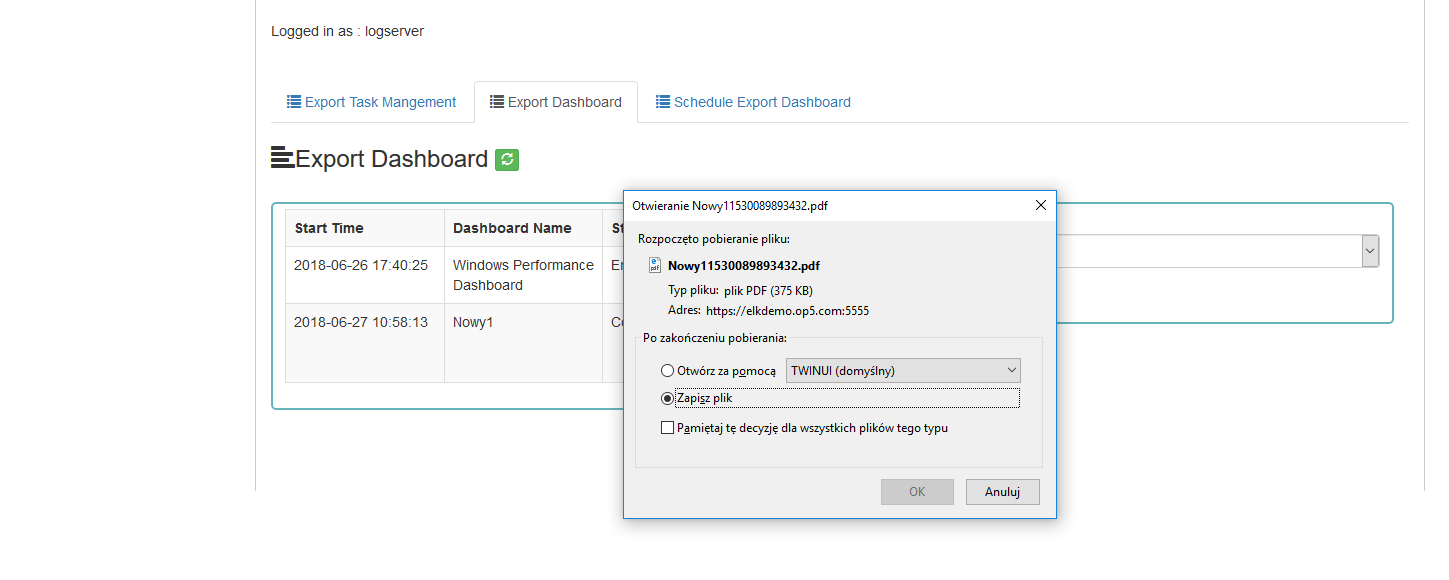 Logged in as : logserver
Export Task Mangement
Export Dashboard
Schedule Export Dashboard
Export Dashboard
Start Time
Dashboard Name
2018-06-26 17:40:25
Windows Performance
Dashboard
2018-06-27 10:58:13
Nowy1
Otwieranie Nowy11530089893432.pdf
Rozpoczęto pobieranie pliku:
Nowy11530089893432.pdf
Typ pliku: plik PDF (375 KB)
Adres: https://elkdemo.op5.com:5555
Po zakończeniu pobierania:
Otwórz za pomocą
TWINUI (domyślny)
Zapisz plik
Pamiętaj tę decyzję dla wszystkich plików tego typu
OK
Anuluj